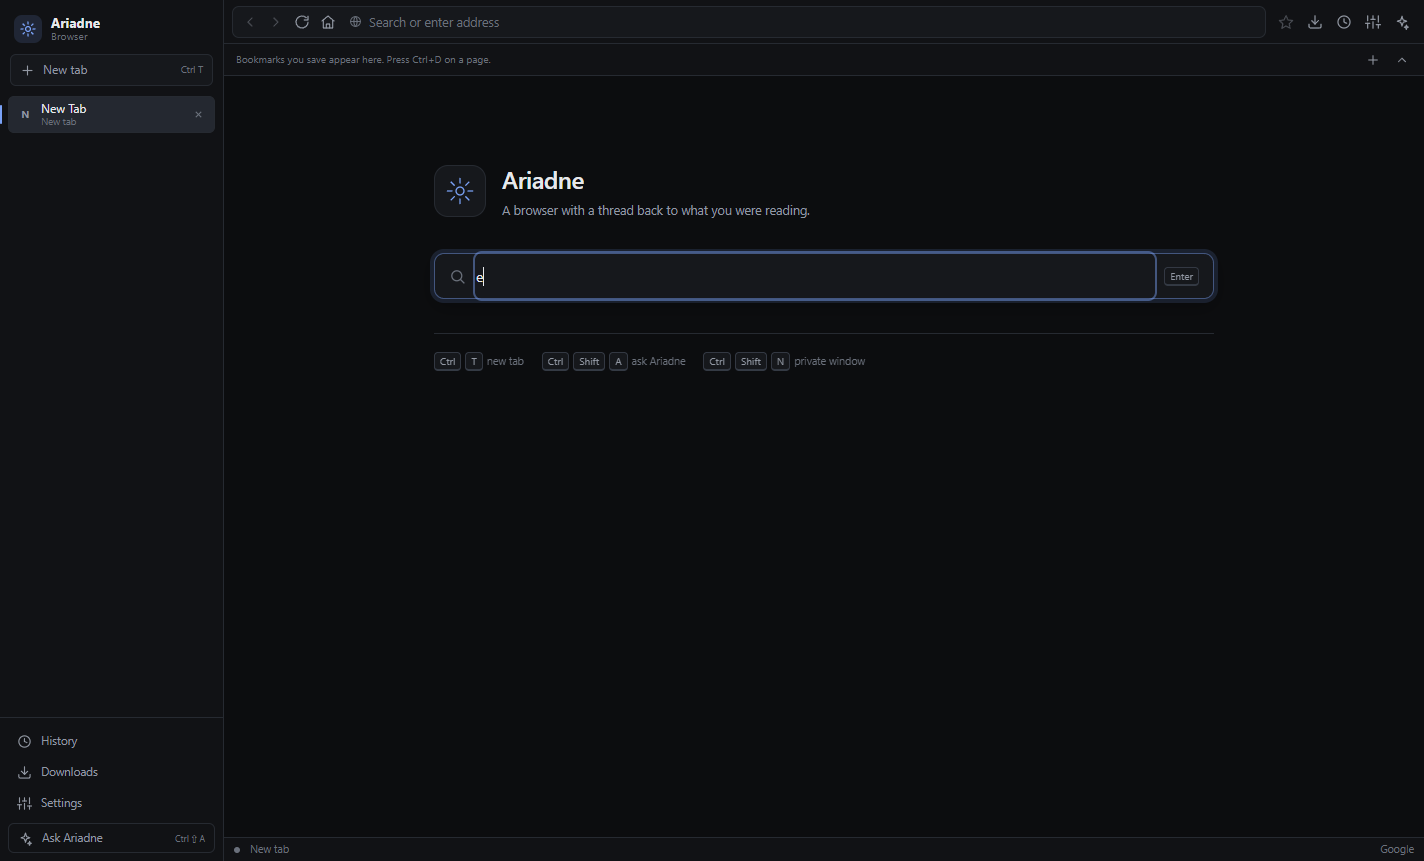 Ariadne
Browser
New tab Ctrl T
N New Tab
New tab
History
Downloads
Settings
Ask Ariadne Ctrl⇧A
Search or enter address
Bookmarks you save appear here. Press Ctrl+D on a page.
Ariadne
A browser with a thread back to what you were reading.
e Enter
Ctrl T new tab Ctrl Shift A ask Ariadne Ctrl Shift N private window
New tab Google